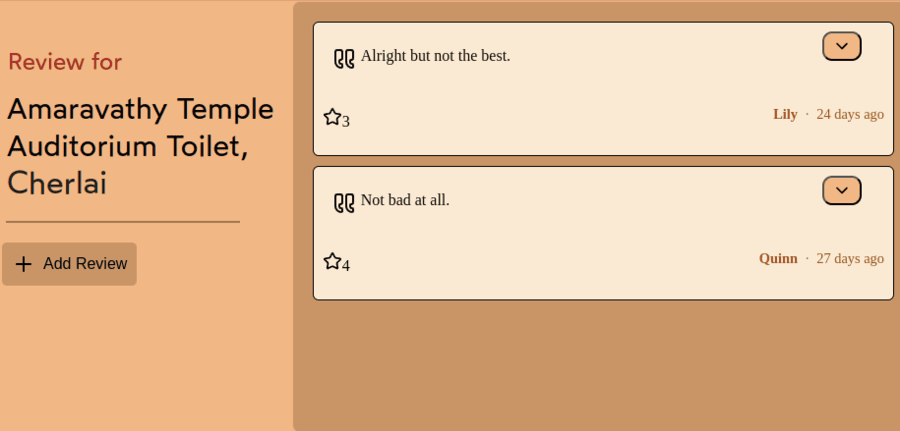 Review for
Amaravathy Temple
Auditorium Toilet,
Cherlai
Add Review
Alright but not the best.
3
Lily · 24 days ago
Not bad at all.
4
Quinn · 27 days ago